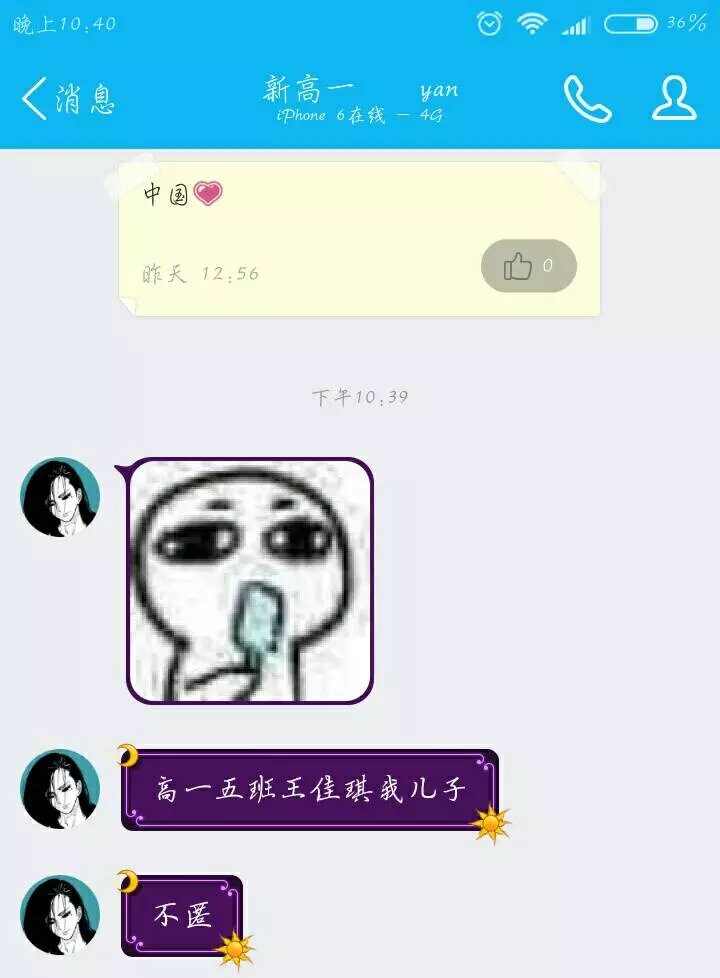 晚上10:40
36%
消息
新高一 yan
iPhone 6在线 - 4G
中国
昨天 12:56
0
下午10:39
高一五班王佳琪我儿子
不匿